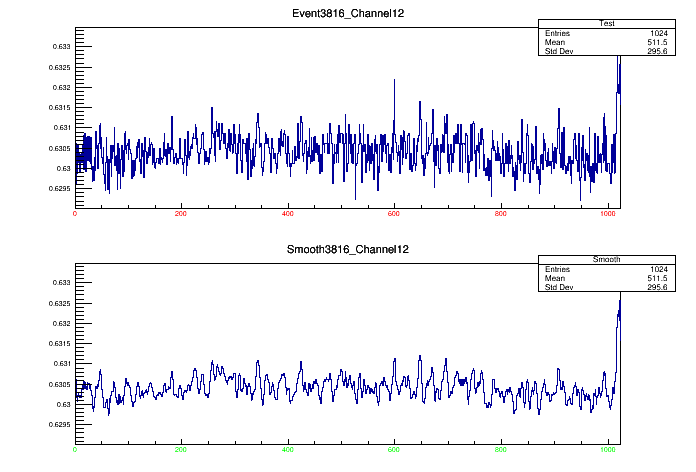 Event3816_Channel12
Test
Entries 1024
Mean 511.5
Std Dev 295.6
0.633
0.6325
0.632
0.6315
0.631
0.6305
0.63
0.6295
0 200 400 600 800 1000
Smooth3816_Channel12
Smooth
Entries 1024
Mean 511.5
Std Dev 295.6
0.633
0.6325
0.632
0.6315
0.631
0.6305
0.63
0.6295
0 200 400 600 800 1000